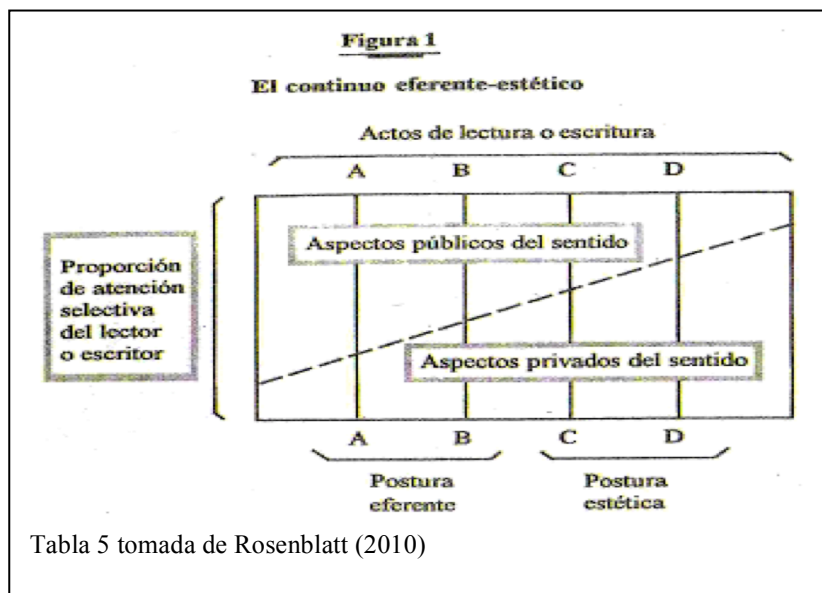 Figura 1
El continuo eferente-estético
Actos de lectura o escritura
A B C D
Aspectos públicos del sentido
Proporción
de atención
selectiva
del lector
o escritor
Aspectos privados del sentido
A B C D
Postura
eferente
Postura
estética
Tabla 5 tomada de Rosenblatt (2010)